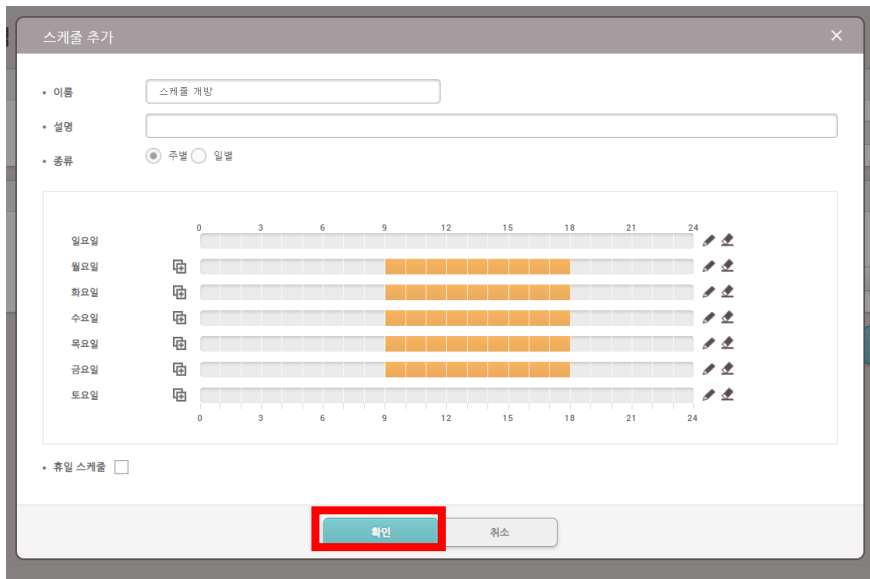 스케줄 추가
• 이름 스케줄 개방
• 설명
• 종류 주별 일별
0 3 6 9 12 15 18 21 24
일요일
월요일
화요일
수요일
목요일
금요일
토요일
0 3 6 9 12 15 18 21 24
• 휴일 스케줄
확인 취소